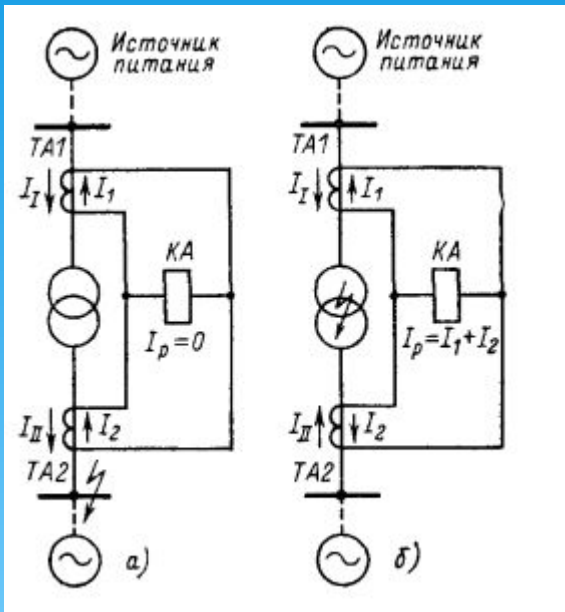 Источник
питания
TA1
I_I I_1
KA
I_p=0
I_II I_2
TA2
а)
Источник
питания
TA1
I_I I_1
KA
I_p=I_1+I_2
I_II I_2
TA2
б)